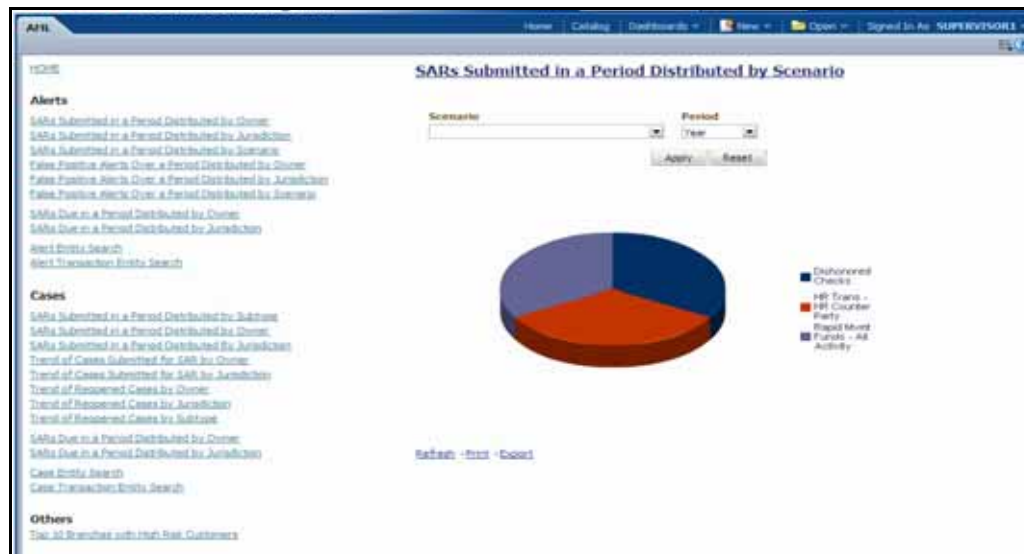 AML
Home Catalog Dashboards New Open Signed In As SUPERVISOR1
HOME
Alerts
SARs Submitted in a Period Distributed by Owner
SARs Submitted in a Period Distributed by Jurisdiction
SARs Submitted in a Period Distributed by Scenario
False Positive Alerts Over a Period Distributed by Owner
False Positive Alerts Over a Period Distributed by Jurisdiction
False Positive Alerts Over a Period Distributed by Scenario
SARs Due in a Period Distributed by Owner
SARs Due in a Period Distributed by Jurisdiction
Alert Entity Search
Alert Transaction Entity Search
Cases
SARs Submitted in a Period Distributed by Subtype
SARs Submitted in a Period Distributed by Owner
SARs Submitted in a Period Distributed By Jurisdiction
Trend of Cases Submitted for SAR by Owner
Trend of Cases Submitted for SAR by Jurisdiction
Trend of Reopened Cases by Owner
Trend of Reopened Cases by Jurisdiction
Trend of Reopened Cases by Subtype
SARs Due in a Period Distributed by Owner
SARs Due in a Period Distributed by Jurisdiction
Case Entity Search
Case Transaction Entity Search
Others
Top 10 Branches with High Risk Customers
SARs Submitted in a Period Distributed by Scenario
Scenario Period
Year
Apply Reset
Dishonored
Checks
HR Trans -
HR Counter
Party
Rapid Mvmt
Funds - All
Activity
Refresh - Print - Export